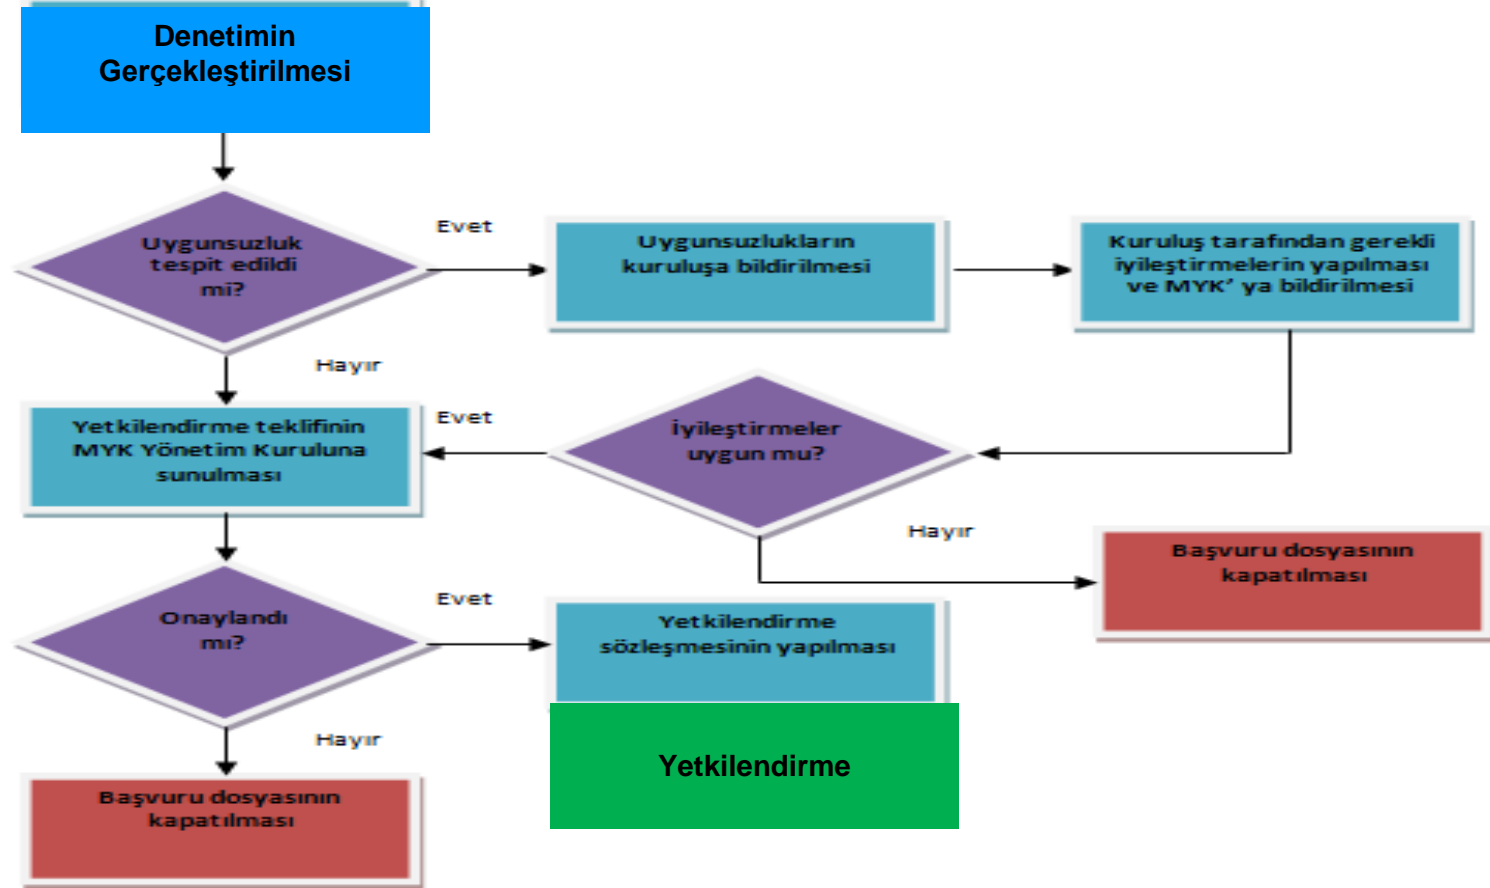 Denetimin
Gerçekleştirilmesi
Uygunsuzluk
tespit edildi
mi?
Evet
Uygunsuzlukların
kuruluşa bildirilmesi
Kuruluş tarafından gerekli
iyileştirmelerin yapılması
ve MYK' ya bildirilmesi
Hayır
Yetkilendirme teklifinin
MYK Yönetim Kuruluna
sunulması
Evet
İyileştirmeler
uygun mu?
Hayır
Başvuru dosyasının
kapatılması
Onaylandı
mı?
Evet
Yetkilendirme
sözleşmesinin yapılması
Hayır
Yetkilendirme
Başvuru dosyasının
kapatılması